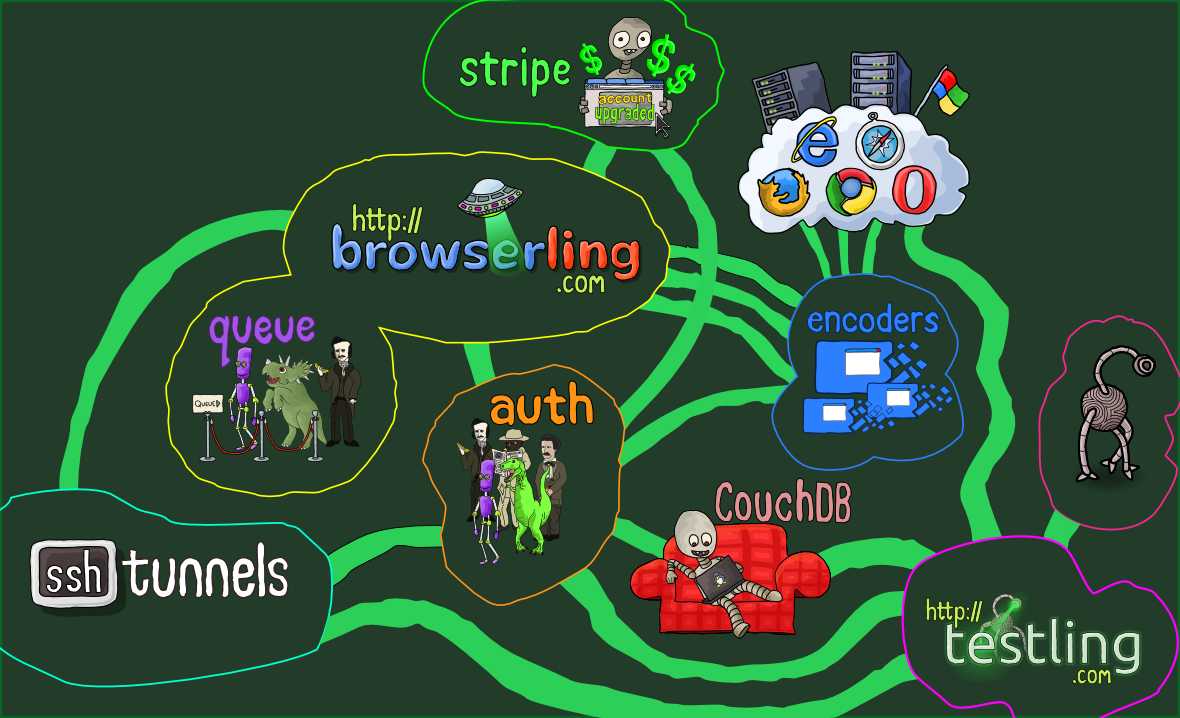 stripe
$ $ $
account
upgraded
http://
browserling
.com
queue
QUEUE
encoders
auth
CouchDB
ssh tunnels
http://
testling
.com